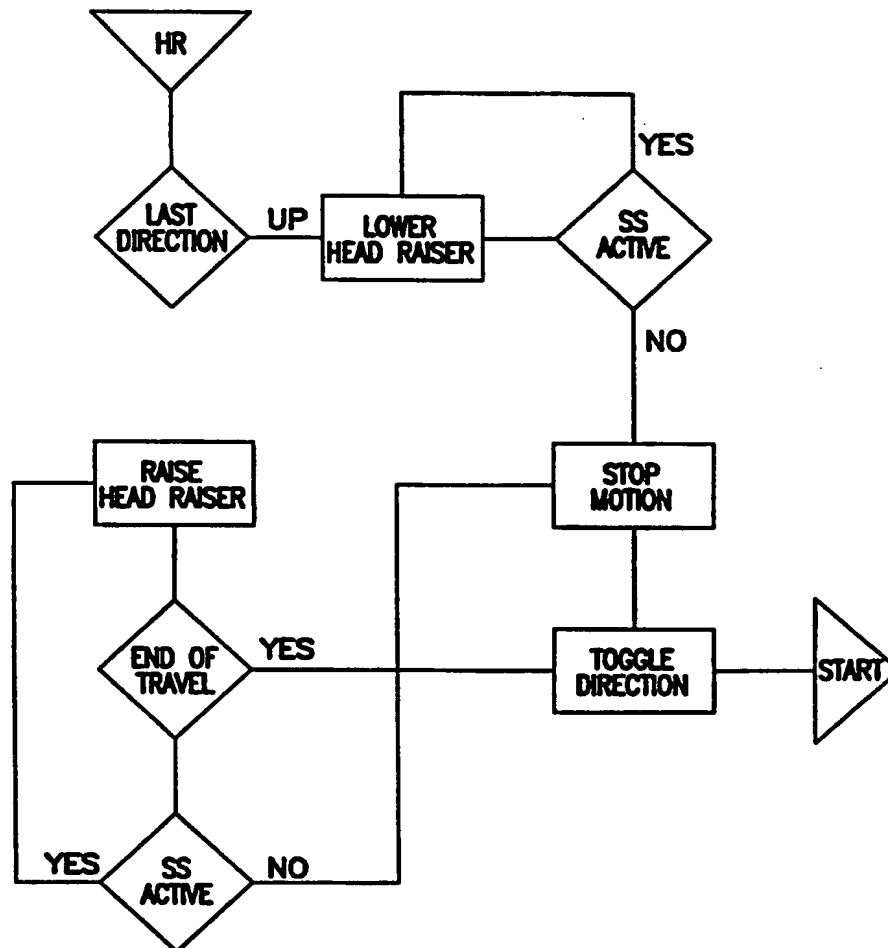 HR
YES
LAST
DIRECTION
UP
LOWER
HEAD RAISER
SS
ACTIVE
NO
RAISE
HEAD RAISER
STOP
MOTION
END OF
TRAVEL
YES
TOGGLE
DIRECTION
START
YES
SS
ACTIVE
NO